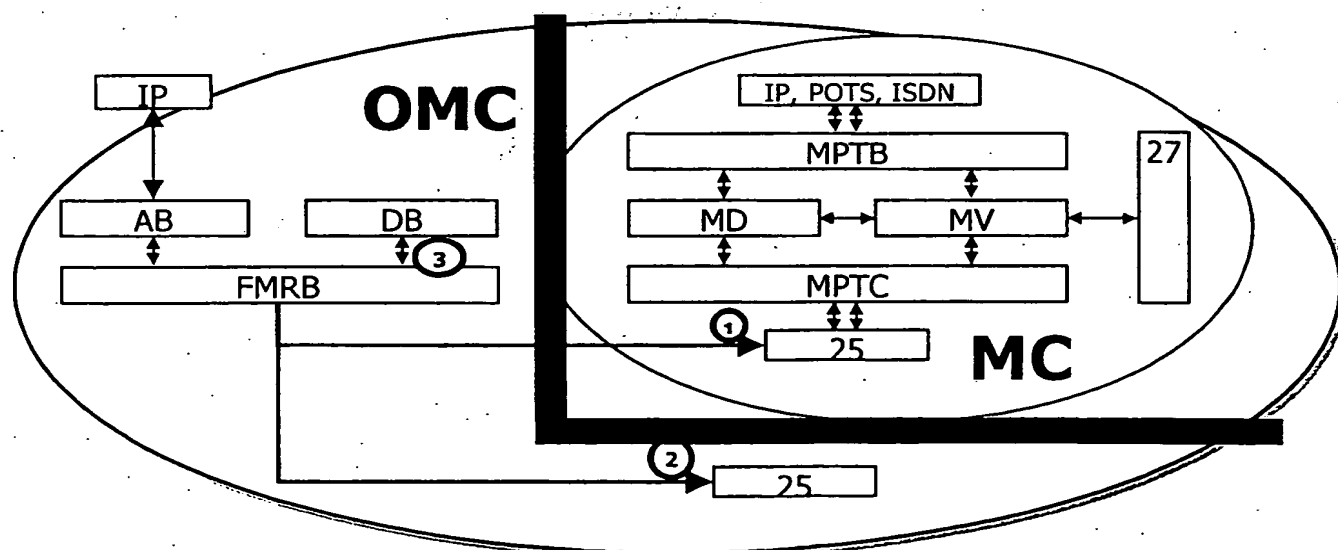 IP
OMC
IP, POTS, ISDN
MPTB
27
AB
DB
MD
MV
3
FMRB
MPTC
1
25
MC
2
25